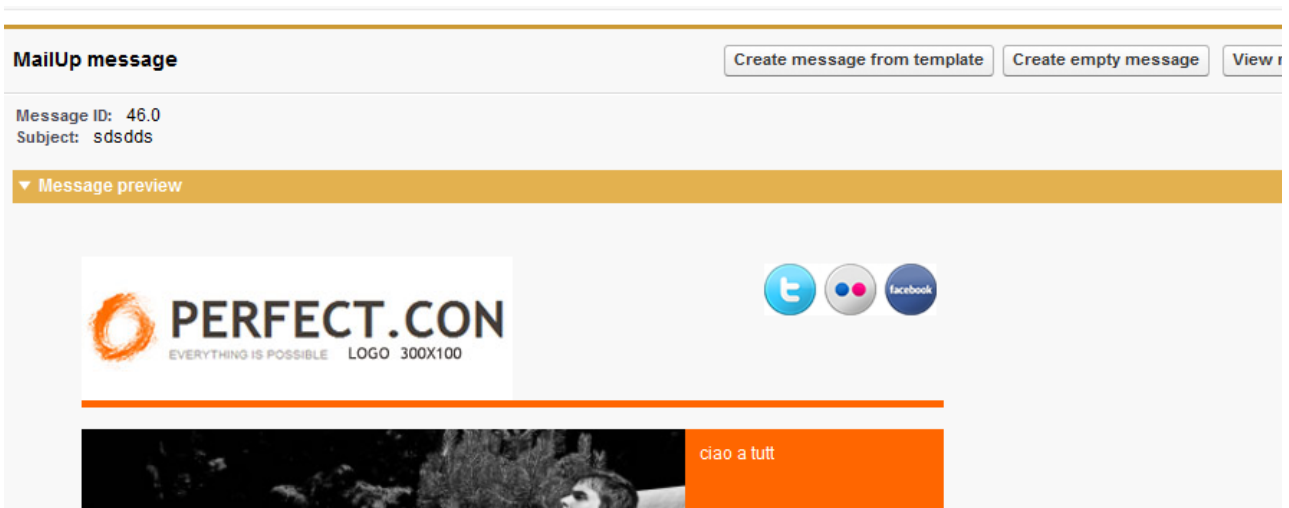 MailUp message
Create message from template
Create empty message
View
Message ID: 46.0
Subject: sdsdds
Message preview
PERFECT.CON
EVERYTHING IS POSSIBLE LOGO 300X100
facebook
ciao a tutt